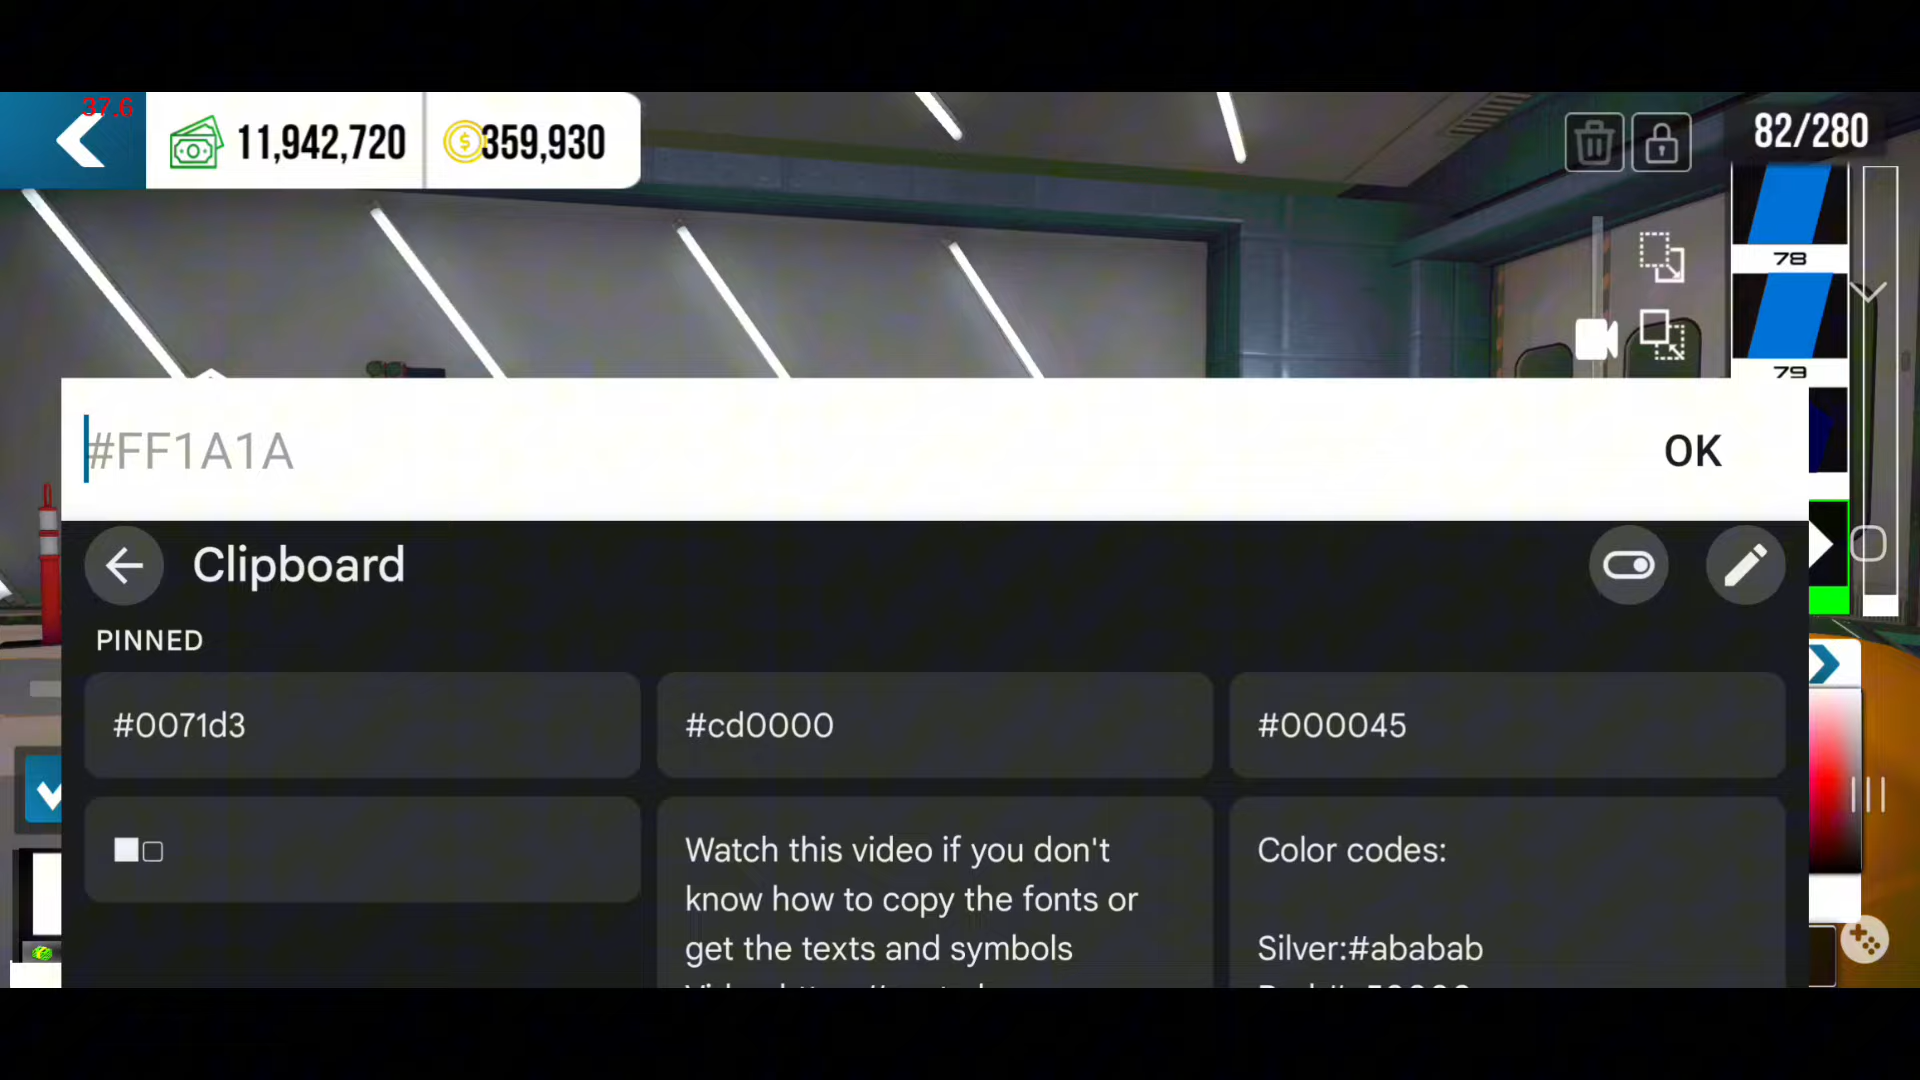 37.6
11,942,720
359,930
82/280
78
79
#FF1A1A
OK
Clipboard
PINNED
#0071d3
#cd0000
#000045
Watch this video if you don't
know how to copy the fonts or
get the texts and symbols
Color codes:
Silver:#ababab